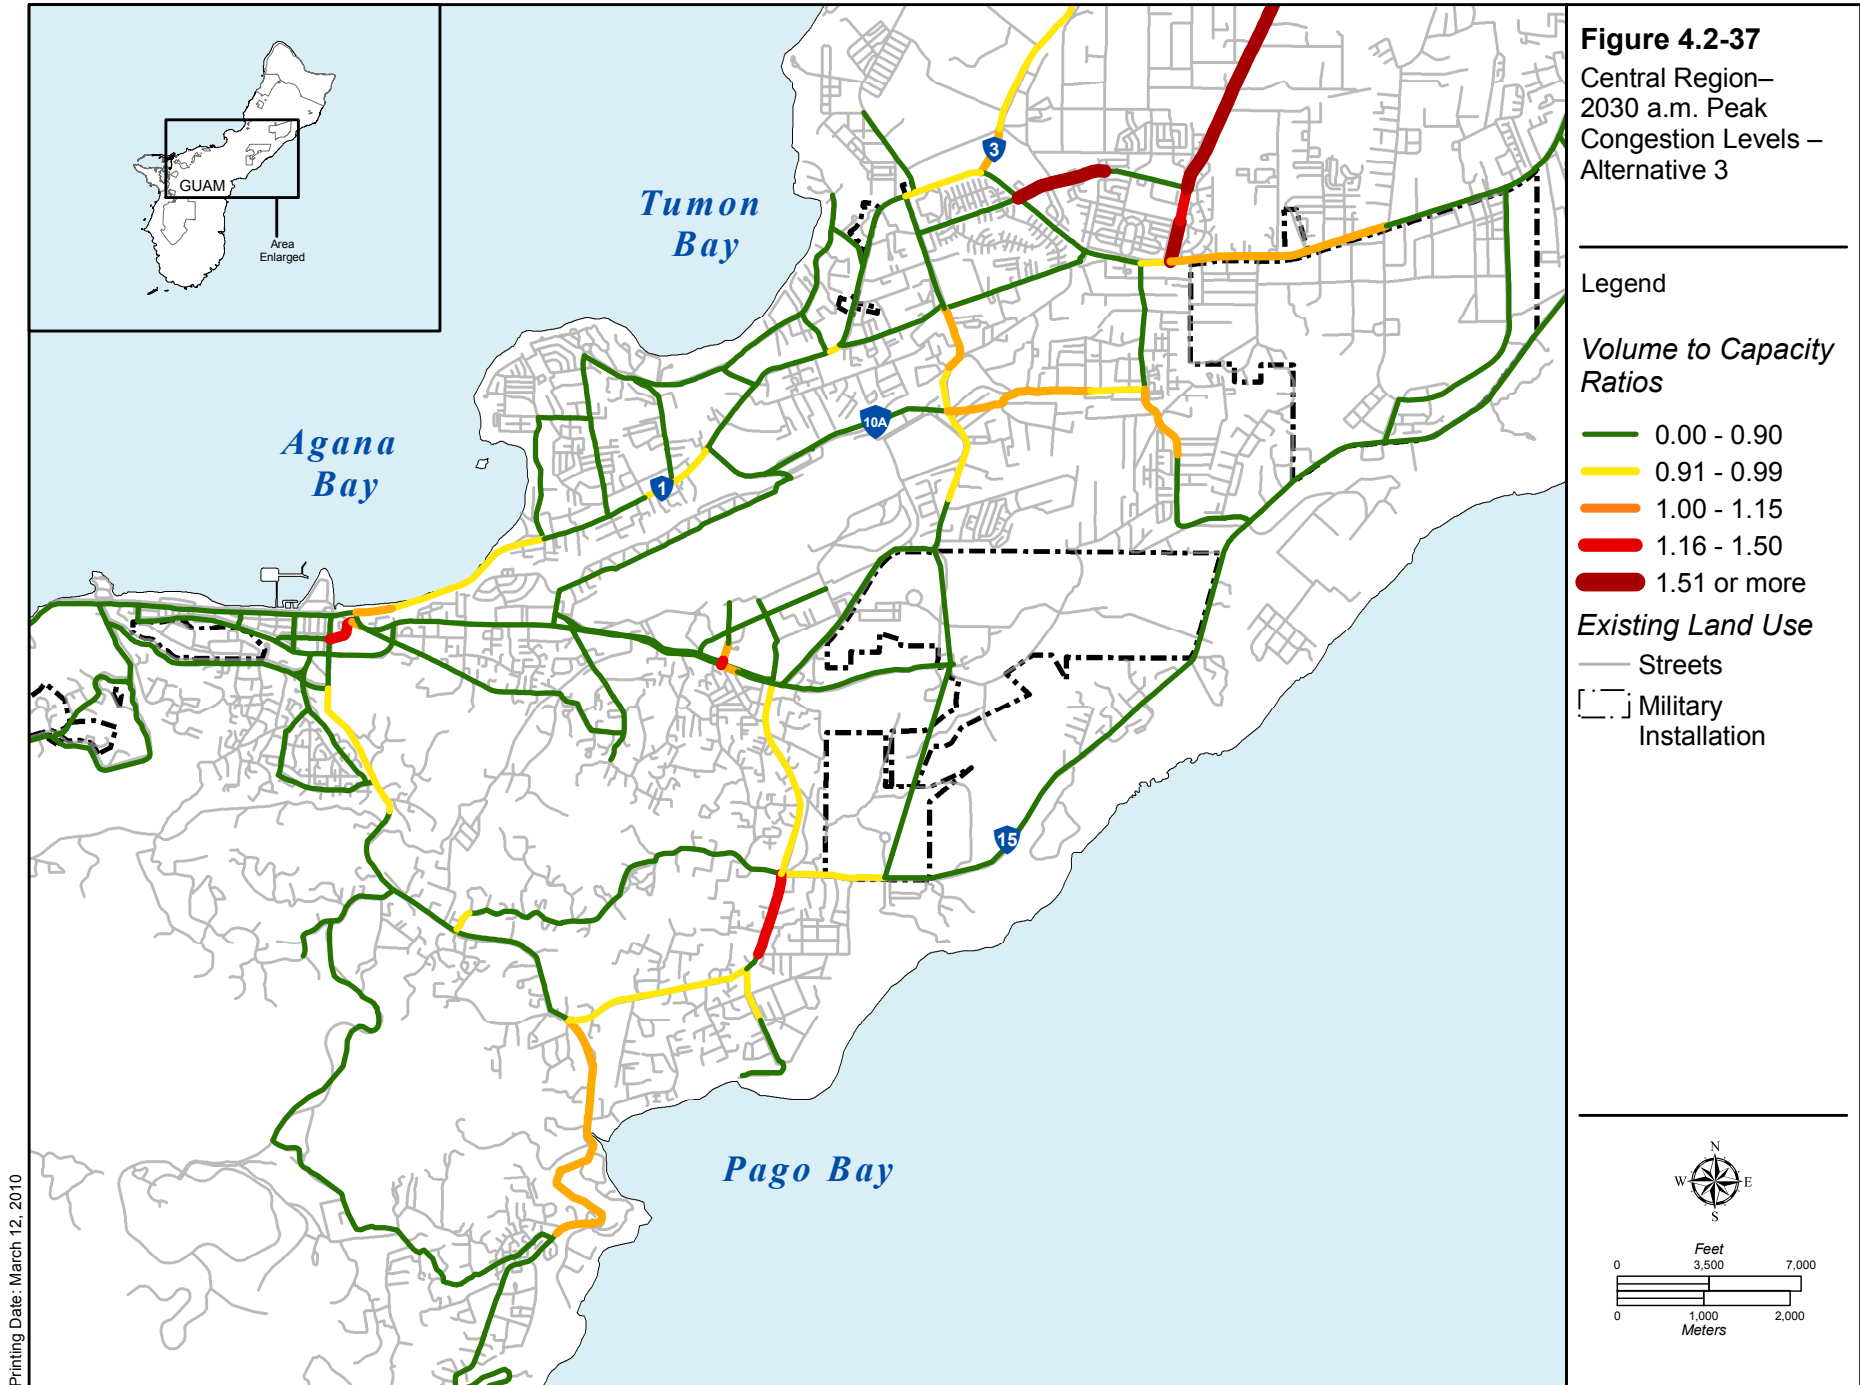 Figure 4.2-37
Central Region–
2030 a.m. Peak
Congestion Levels –
Alternative 3
Legend
Volume to Capacity
Ratios
0.00 - 0.90
0.91 - 0.99
1.00 - 1.15
1.16 - 1.50
1.51 or more
Existing Land Use
Streets
Military
Installation
N
W
E
S
Feet
0
3,500
7,000
0
1,000
2,000
Meters
GUAM
Area
Enlarged
Tumon
Bay
Agana
Bay
Pago Bay
3
10A
1
15
Printing Date: March 12, 2010